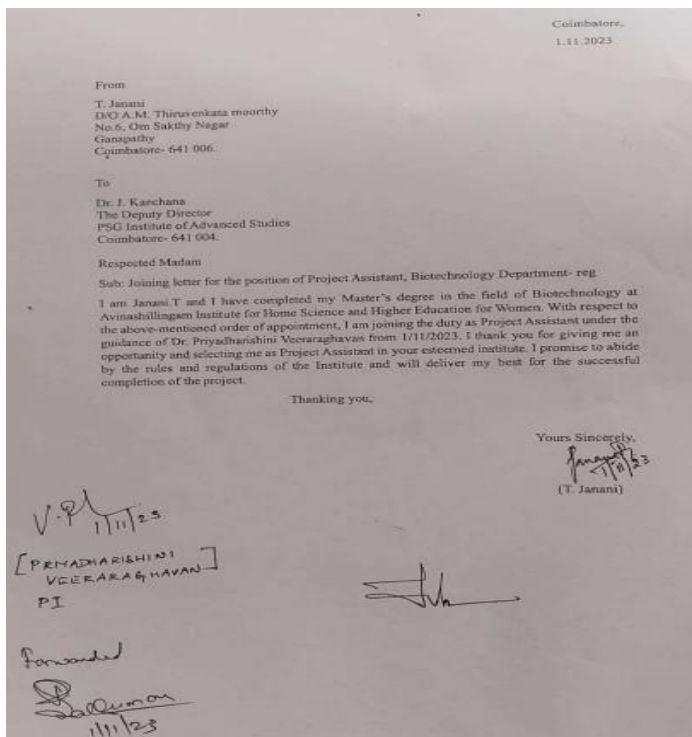 Coimbatore,
1.11.2023
From
T. Janani
D/O A.M. Thiruvenkata moorthy
No.6, Om Sakthy Nagar
Ganapathy
Coimbatore- 641 006.
To
Dr. J. Kanchana
The Deputy Director
PSG Institute of Advanced Studies
Coimbatore- 641 004.
Respected Madam
Sub: Joining letter for the position of Project Assistant, Biotechnology Department- reg
I am Janani.T and I have completed my Master's degree in the field of Biotechnology at
Avinashillingam Institute for Home Science and Higher Education for Women. With respect to
the above-mentioned order of appointment, I am joining the duty as Project Assistant under the
guidance of Dr. Priyadharishini Veeraraghavan from 1/11/2023. I thank you for giving me an
opportunity and selecting me as Project Assistant in your esteemed institute. I promise to abide
by the rules and regulations of the Institute and will deliver my best for the successful
completion of the project.
Thanking you,
Yours Sincerely,
1/11/23
(T. Janani)
1/11/23
[PRIYADHARISHINI
VEERARAGHAVAN]
PI
Forwarded
1/11/23